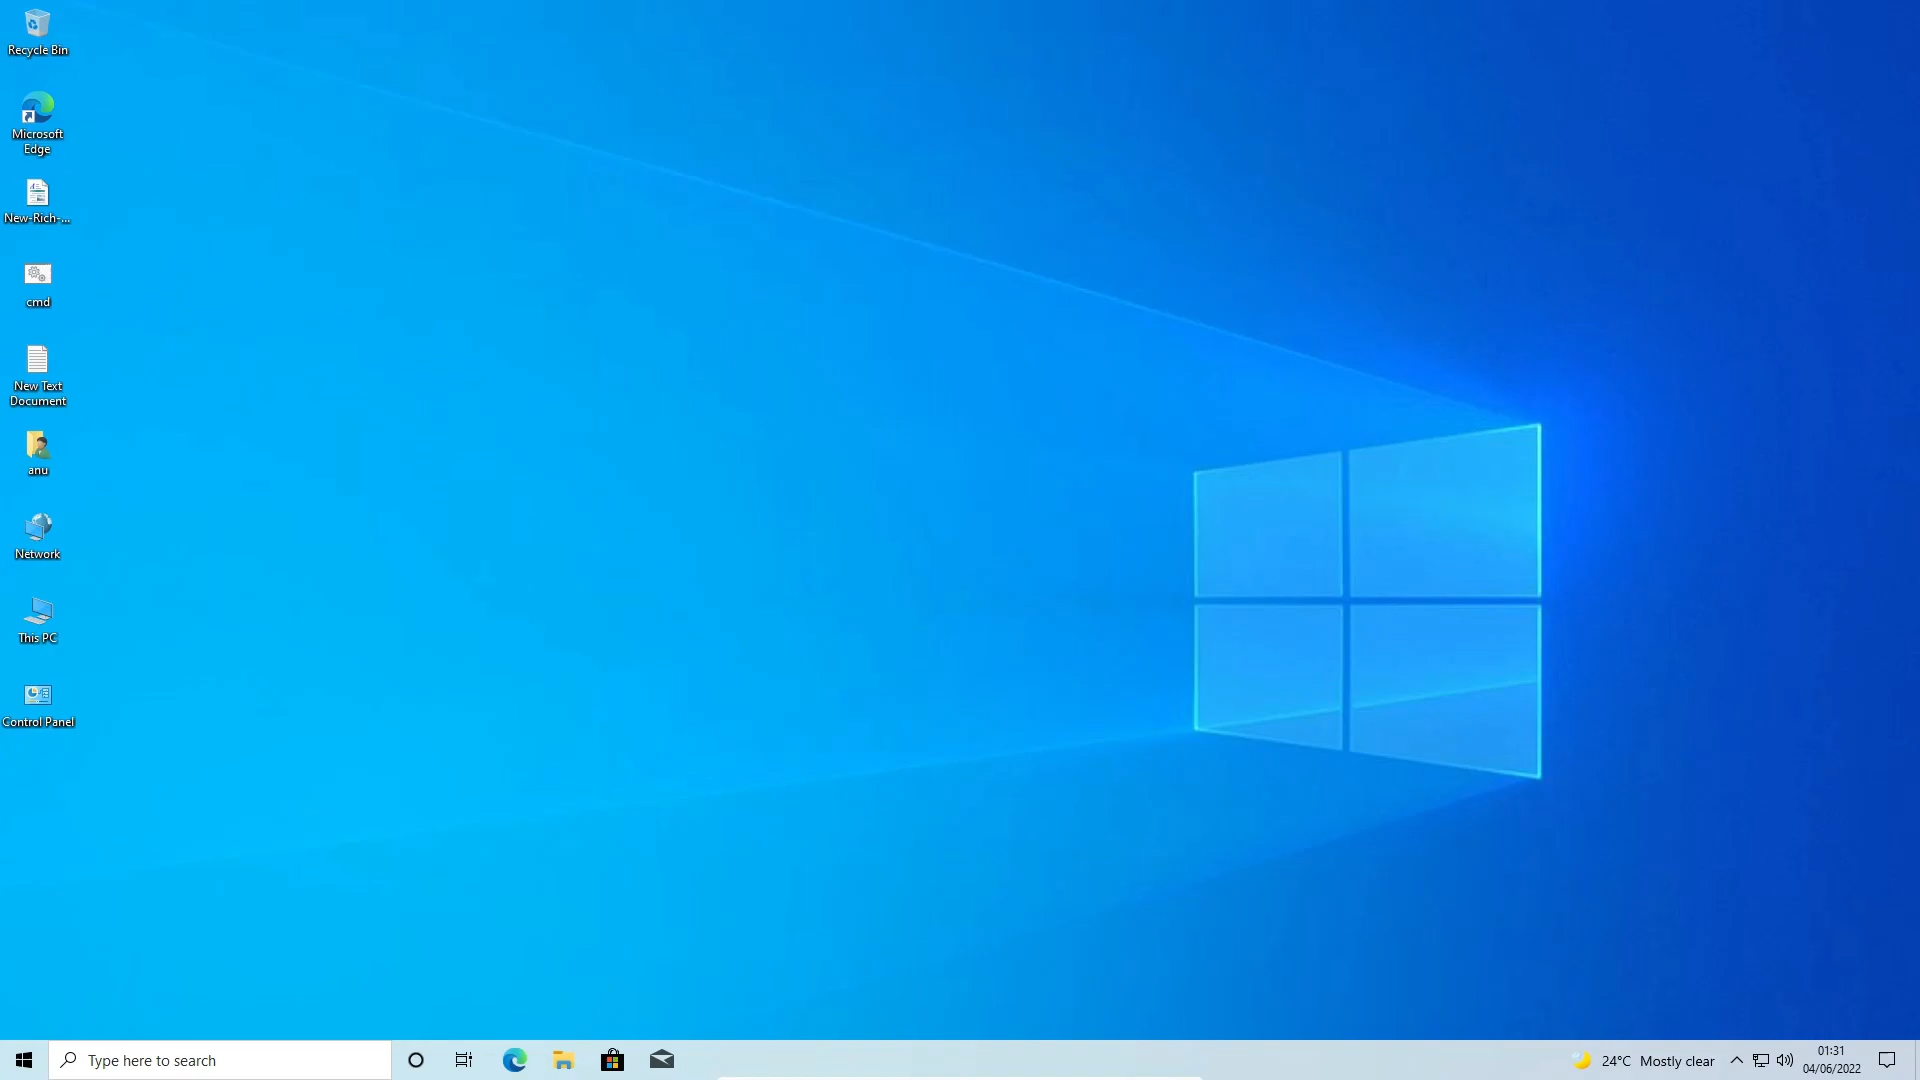 Recycle Bin
Microsoft
Edge
New-Rich-...
cmd
New Text
Document
anu
Network
This PC
Control Panel
Type here to search
24°C Mostly clear
01:31
04/06/2022